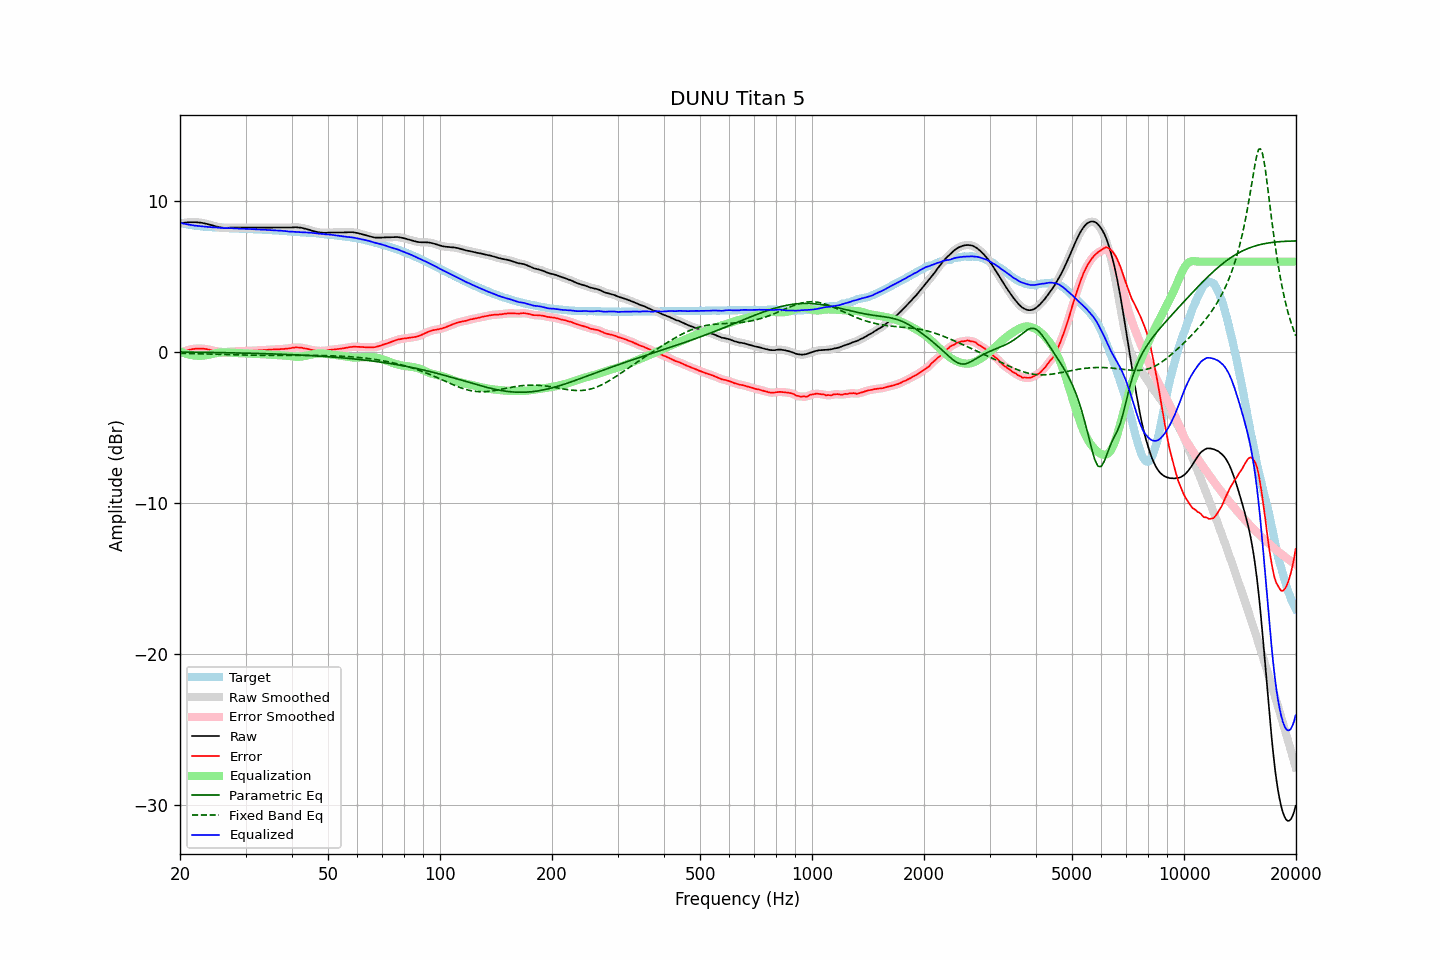 DUNU Titan 5
Amplitude (dBr)
10
0
−10
−20
−30
Target
Raw Smoothed
Error Smoothed
Raw
Error
Equalization
Parametric Eq
Fixed Band Eq
Equalized
20 50 100 200 500 1000 2000 5000 10000 20000
Frequency (Hz)